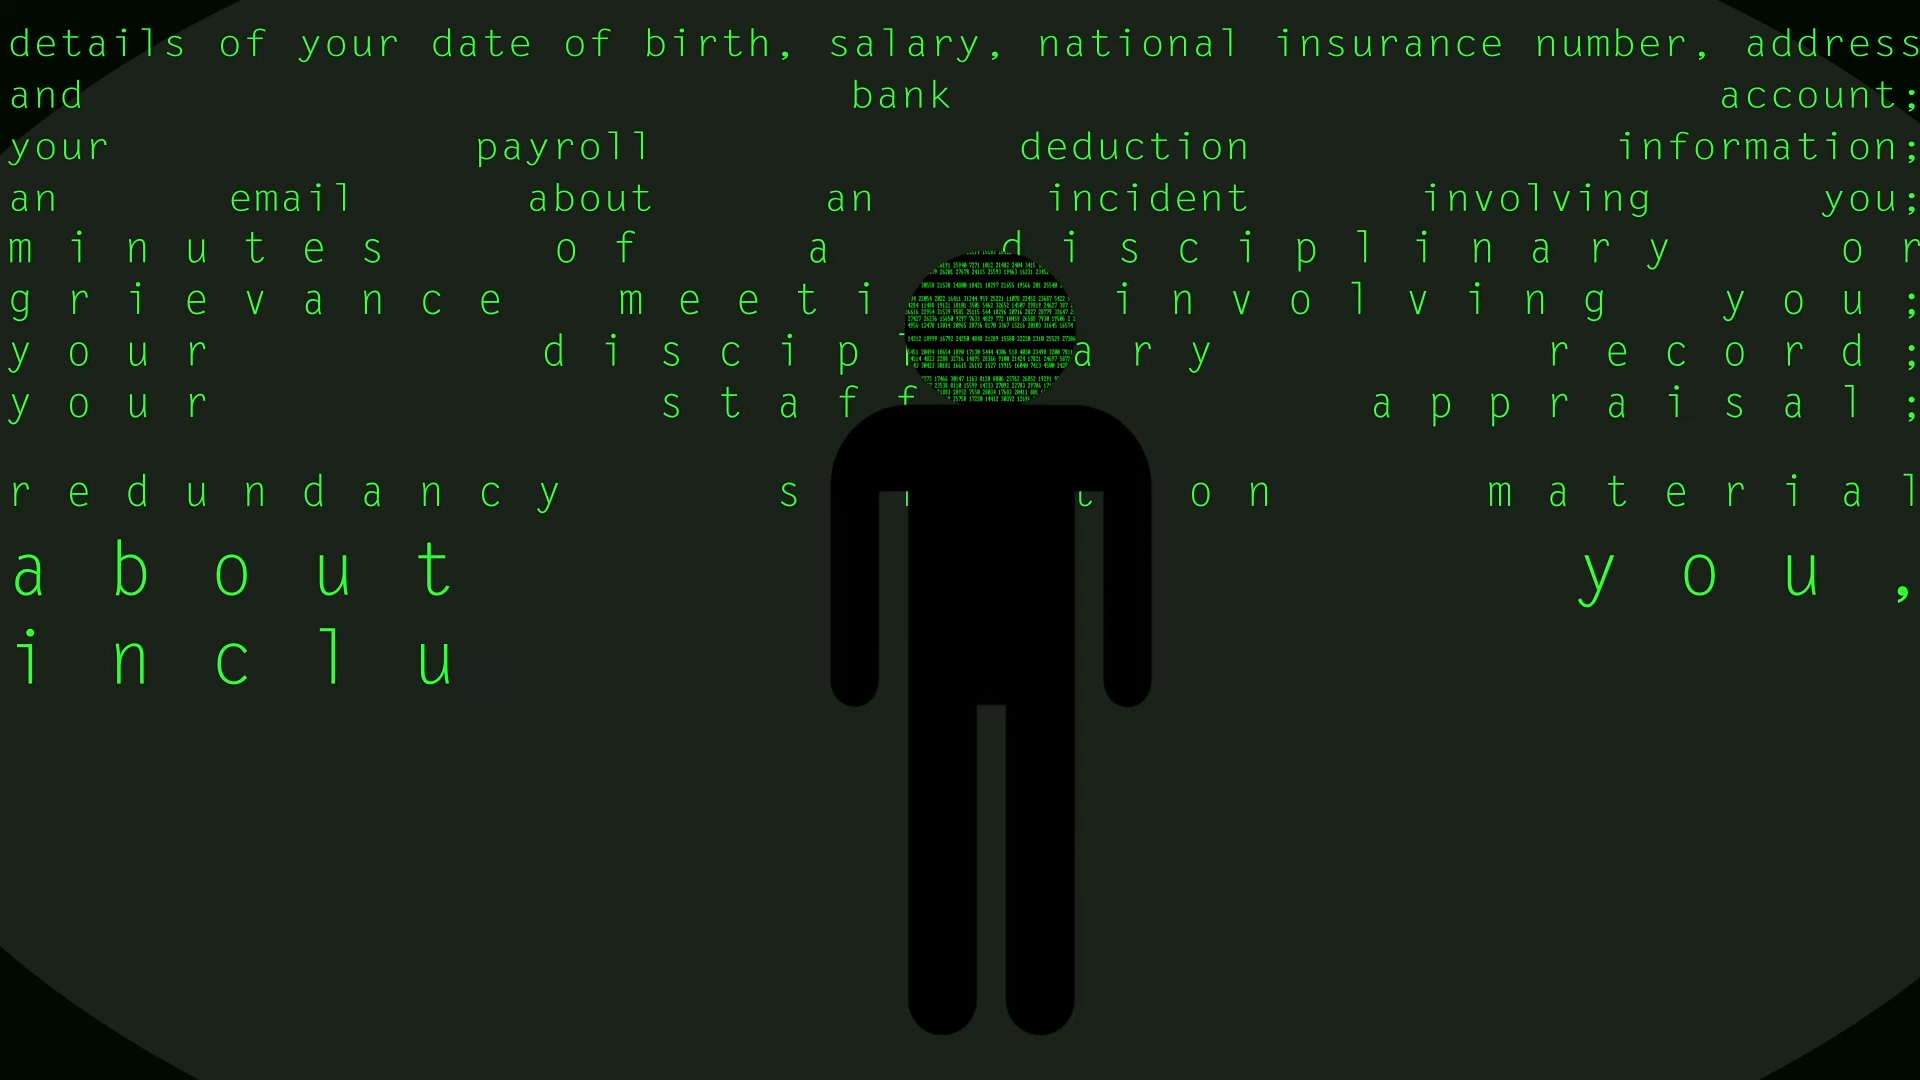 details of your date of birth, salary, national insurance number, address
and bank account;
your payroll deduction information;
an email about an incident involving you;
minutes of a disciplinary or
grievance involving you;
your record;
your staff appraisal;
redundancy material
about you,
inclu